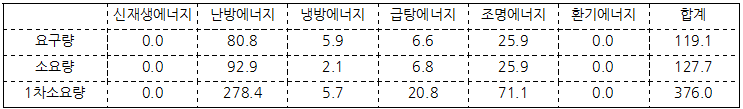 신재생에너지 난방에너지 냉방에너지 급탕에너지 조명에너지 환기에너지 합계
요구량 0.0 80.8 5.9 6.6 25.9 0.0 119.1
소요량 0.0 92.9 2.1 6.8 25.9 0.0 127.7
1차소요량 0.0 278.4 5.7 20.8 71.1 0.0 376.0